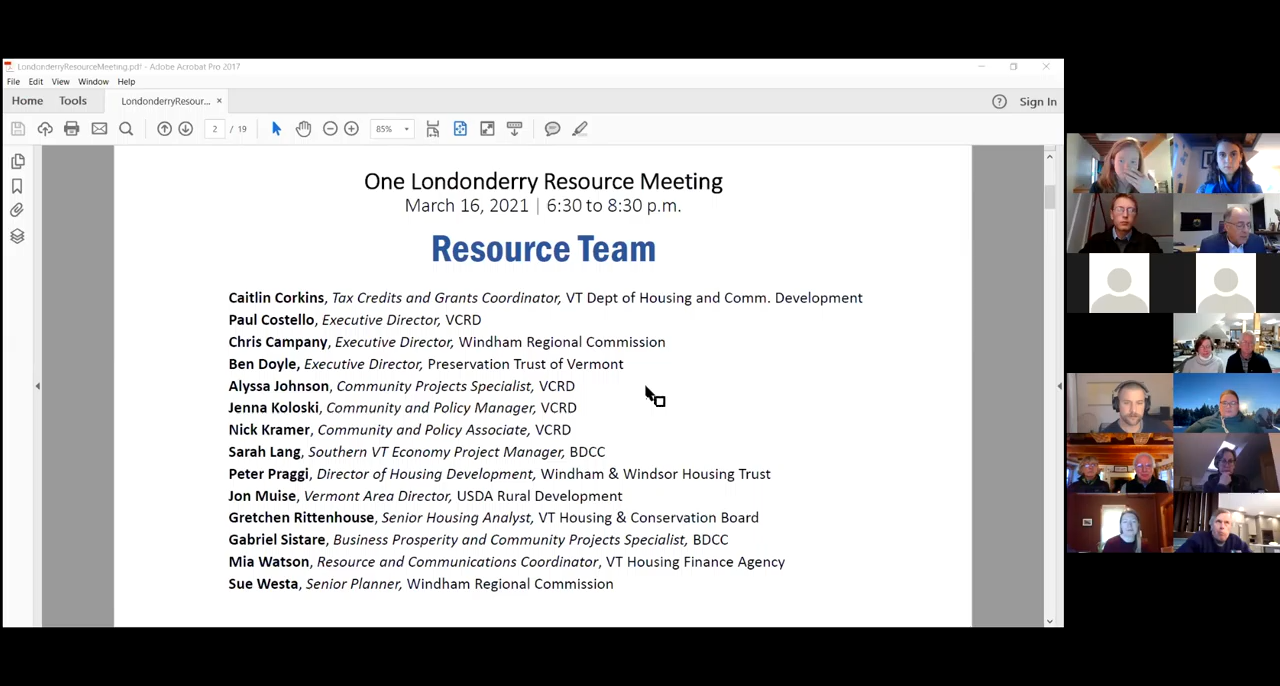 LondonderryResourceMeeting.pdf - Adobe Acrobat Pro 2017
File Edit View Window Help
Home Tools LondonderryResour... × Sign In
2 / 19 85%
One Londonderry Resource Meeting
March 16, 2021 | 6:30 to 8:30 p.m.
Resource Team
Caitlin Corkins, Tax Credits and Grants Coordinator, VT Dept of Housing and Comm. Development
Paul Costello, Executive Director, VCRD
Chris Campany, Executive Director, Windham Regional Commission
Ben Doyle, Executive Director, Preservation Trust of Vermont
Alyssa Johnson, Community Projects Specialist, VCRD
Jenna Koloski, Community and Policy Manager, VCRD
Nick Kramer, Community and Policy Associate, VCRD
Sarah Lang, Southern VT Economy Project Manager, BDCC
Peter Praggi, Director of Housing Development, Windham & Windsor Housing Trust
Jon Muise, Vermont Area Director, USDA Rural Development
Gretchen Rittenhouse, Senior Housing Analyst, VT Housing & Conservation Board
Gabriel Sistare, Business Prosperity and Community Projects Specialist, BDCC
Mia Watson, Resource and Communications Coordinator, VT Housing Finance Agency
Sue Westa, Senior Planner, Windham Regional Commission